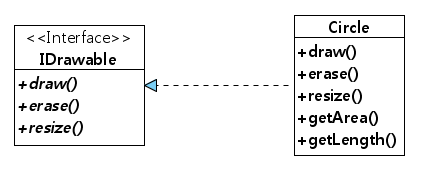 <<Interface>>
IDrawable
+draw()
+erase()
+resize()
Circle
+draw()
+erase()
+resize()
+getArea()
+getLength()